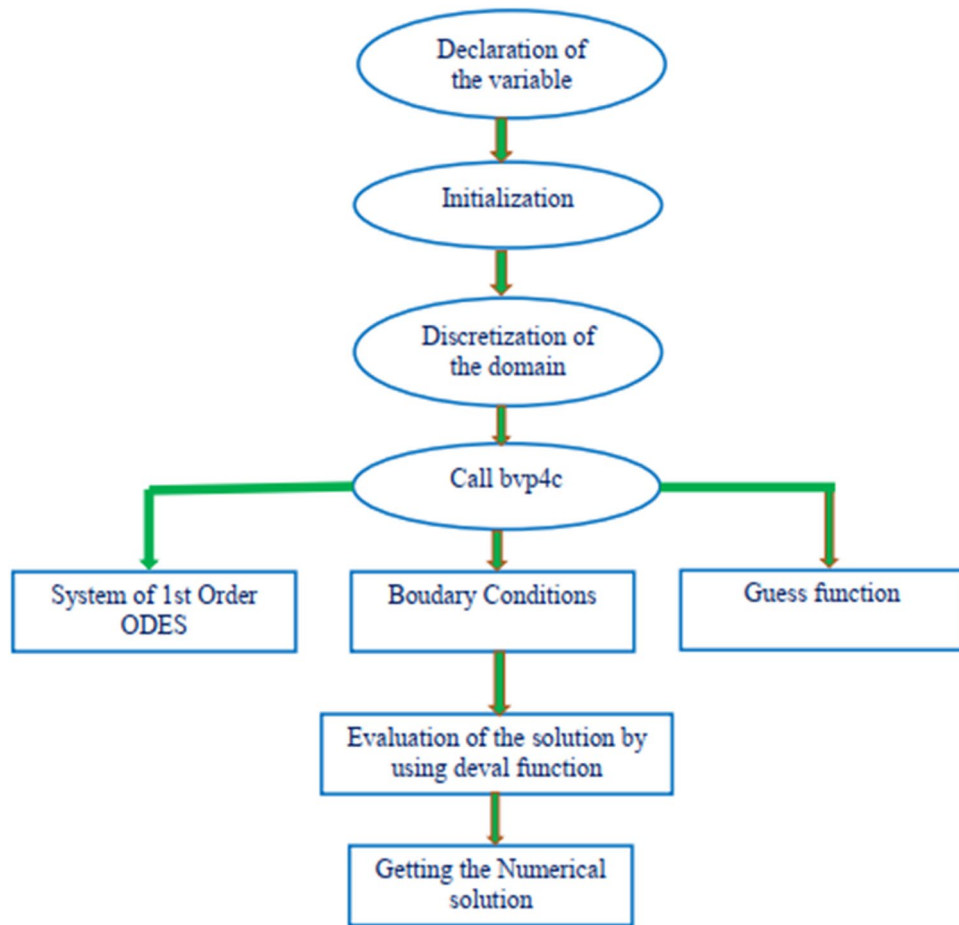 Declaration of
the variable
Initialization
Discretization of
the domain
Call bvp4c
System of 1st Order
ODES
Boudary Conditions
Guess function
Evaluation of the solution by
using deval function
Getting the Numerical
solution